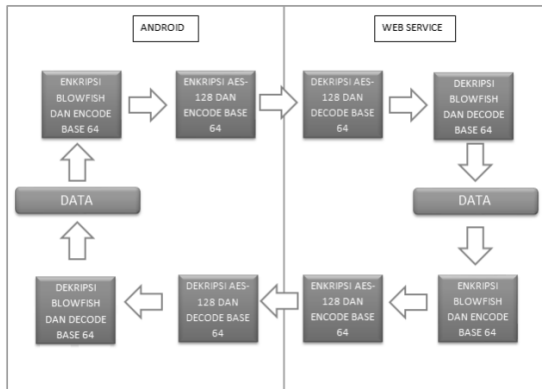 ANDROID
WEB SERVICE
ENKRIPSI
BLOWFISH
DAN ENCODE
BASE 64
ENKRIPSI AES-
128 DAN
ENCODE BASE
64
DEKRIPSI AES-
128 DAN
DECODE BASE
64
DEKRIPSI
BLOWFISH
DAN DECODE
BASE 64
DATA
DATA
DEKRIPSI
BLOWFISH
DAN DECODE
BASE 64
DEKRIPSI AES-
128 DAN
DECODE BASE
64
ENKRIPSI AES-
128 DAN
ENCODE BASE
64
ENKRIPSI
BLOWFISH
DAN ENCODE
BASE 64